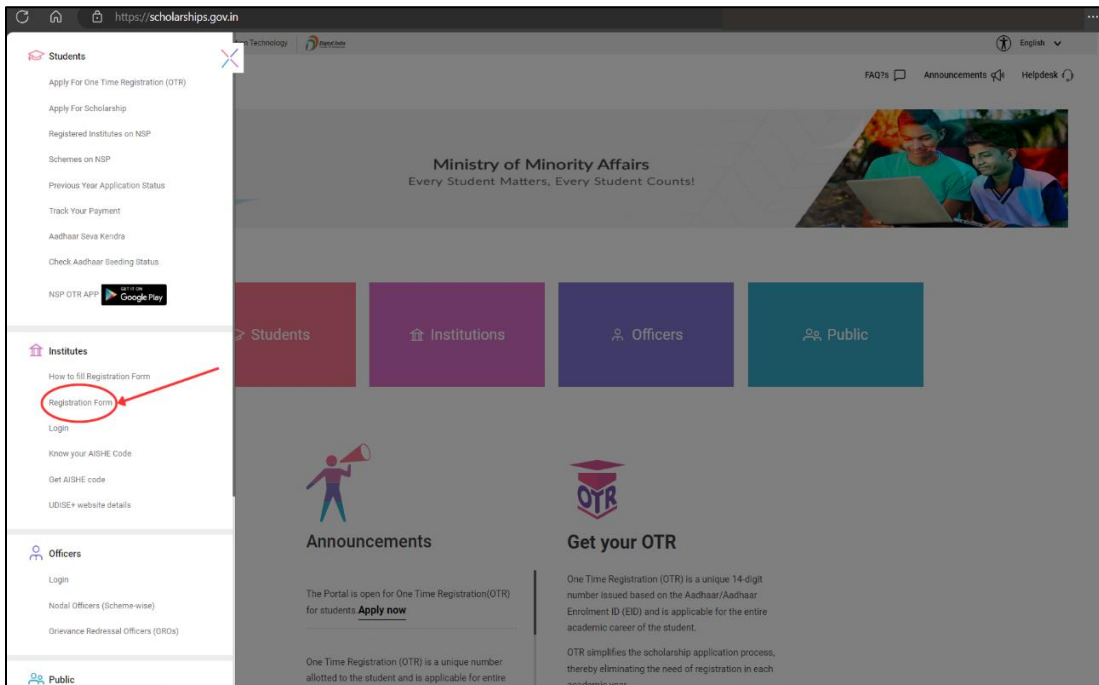 https://scholarships.gov.in
Students
Apply For One Time Registration (OTR)
Apply For Scholarship
Registered Institutes on NSP
Schemes on NSP
Previous Year Application Status
Track Your Payment
Aadhaar Seva Kendra
Check Aadhaar Seeding Status
NSP OTR APP GET IT ON Google Play
Institutes
How to fill Registration Form
Registration Form
Login
Know your AISHE Code
Get AISHE code
UDISE+ website details
Officers
Login
Nodal Officers (Scheme-wise)
Grievance Redressal Officers (GROs)
Public
Technology
Digital India
English
FAQ?s
Announcements
Helpdesk
Ministry of Minority Affairs
Every Student Matters, Every Student Counts!
Students
Institutions
Officers
Public
Announcements
The Portal is open for One Time Registration(OTR)
for students Apply now
One Time Registration (OTR) is a unique number
allotted to the student and is applicable for entire
OTR
Get your OTR
One Time Registration (OTR) is a unique 14-digit
number issued based on the Aadhaar/Aadhaar
Enrolment ID (EID) and is applicable for the entire
academic career of the student.
OTR simplifies the scholarship application process,
thereby eliminating the need of registration in each
academic year